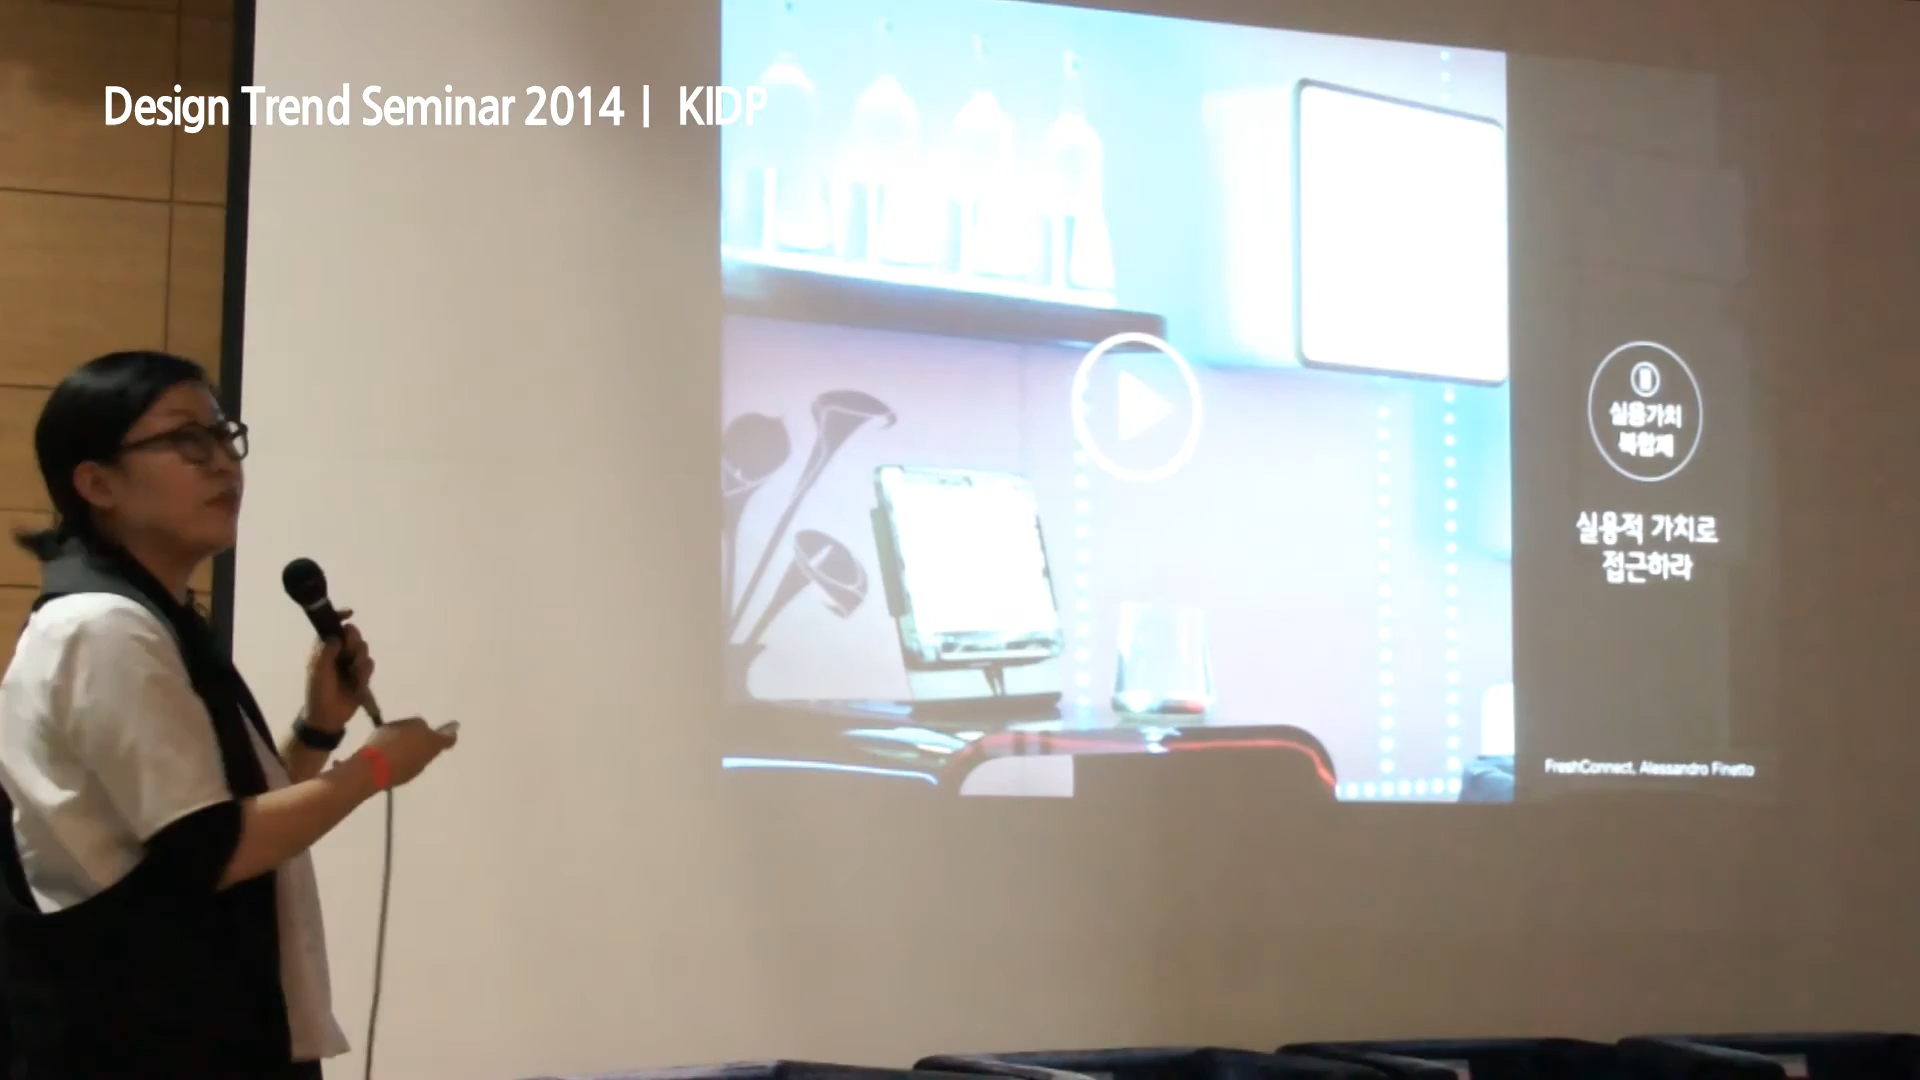 Design Trend Seminar 2014 | KIDP
실용가치
복합제
실용적 가치로
접근하라
FreshConnect, Alessandro Finetto